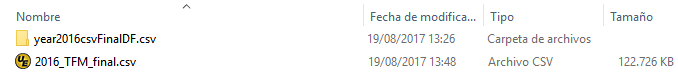 Nombre Fecha de modifica... Tipo Tamaño
year2016csvFinalDF.csv 19/08/2017 13:26 Carpeta de archivos
UE 2016_TFM_final.csv 19/08/2017 13:48 Archivo CSV 122.726 KB